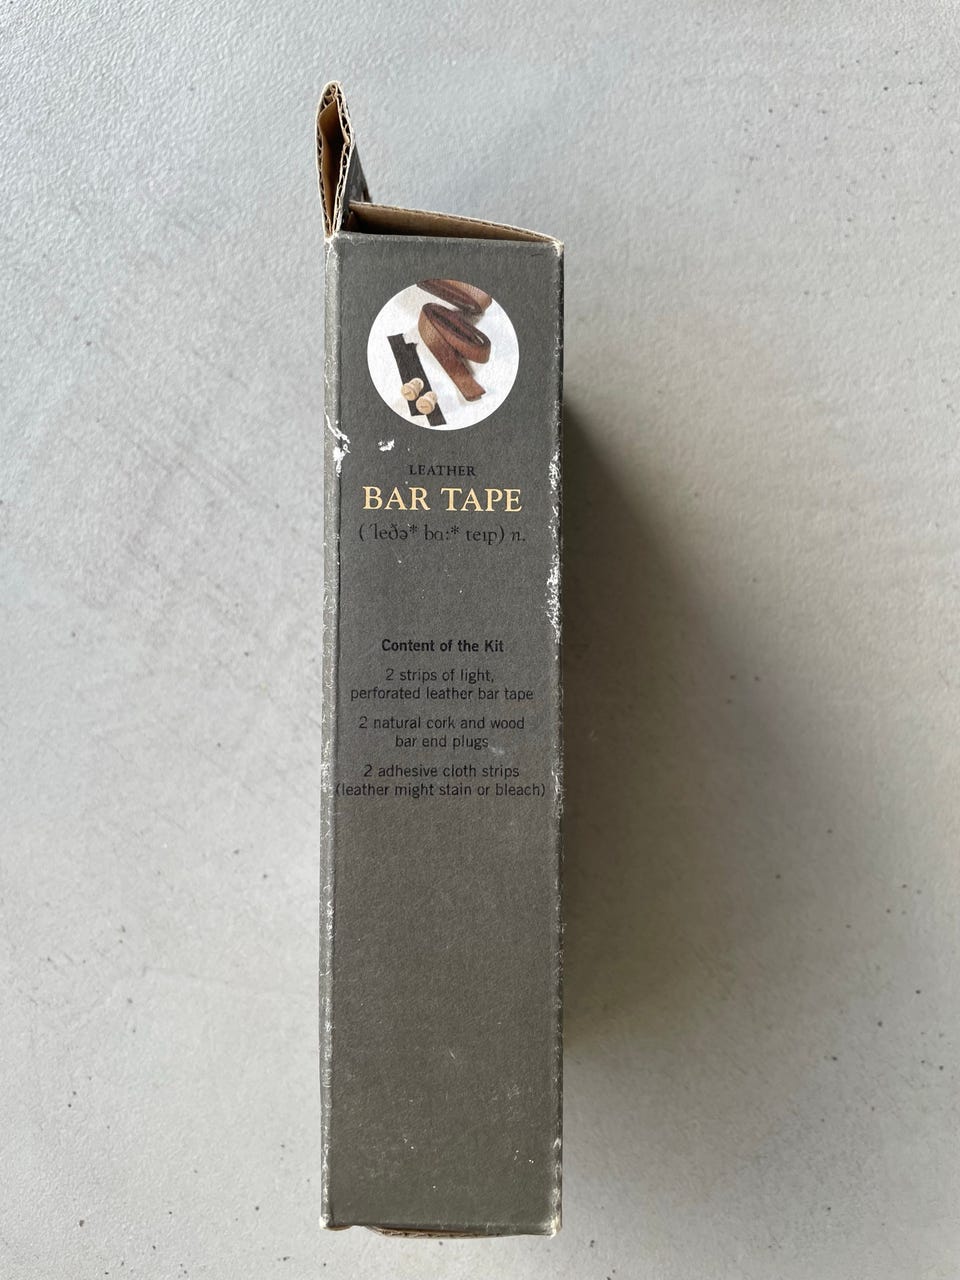 LEATHER
BAR TAPE
(ˈleðə* bɑː* teɪp) n.
Content of the Kit
2 strips of light,
perforated leather bar tape
2 natural cork and wood
bar end plugs
2 adhesive cloth strips
(leather might stain or bleach)